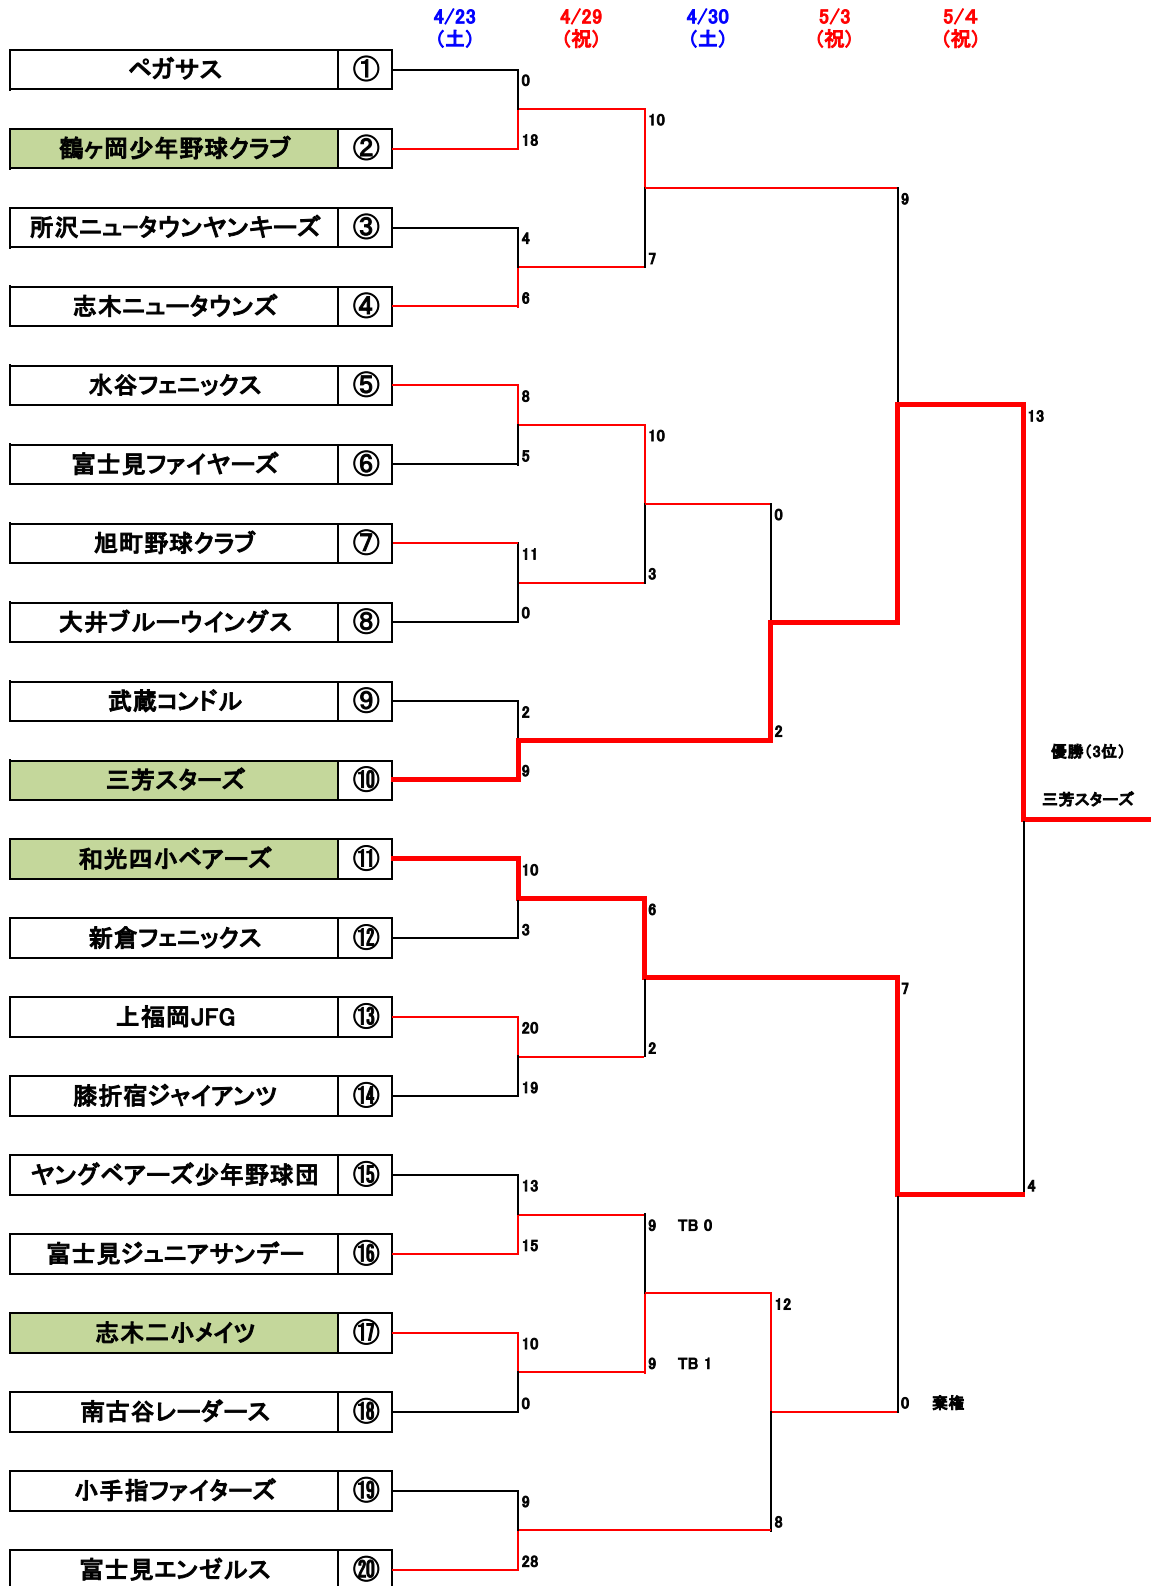 4/23 4/29 4/30 5/3 5/4
(土) (祝) (土) (祝) (祝)
ペガサス ①
0
10
鶴ヶ岡少年野球クラブ ②
18
9
所沢ニュータウンヤンキーズ ③
4
7
志木ニュータウンズ ④
6
水谷フェニックス ⑤
8
13
10
富士見ファイヤーズ ⑥
5
0
旭町野球クラブ ⑦
11
3
大井ブルーウイングス ⑧
0
武蔵コンドル ⑨
2
2
優勝(3位)
三芳スターズ ⑩
9
三芳スターズ
和光四小ベアーズ ⑪
10
6
新倉フェニックス ⑫
3
7
上福岡JFG ⑬
20
2
膝折宿ジャイアンツ ⑭
19
ヤングベアーズ少年野球団 ⑮
13
4
9 TB 0
富士見ジュニアサンデー ⑯
15
12
志木二小メイツ ⑰
10
9 TB 1
南古谷レーダース ⑱
0
0 棄権
小手指ファイターズ ⑲
9
8
富士見エンゼルス ⑳
28